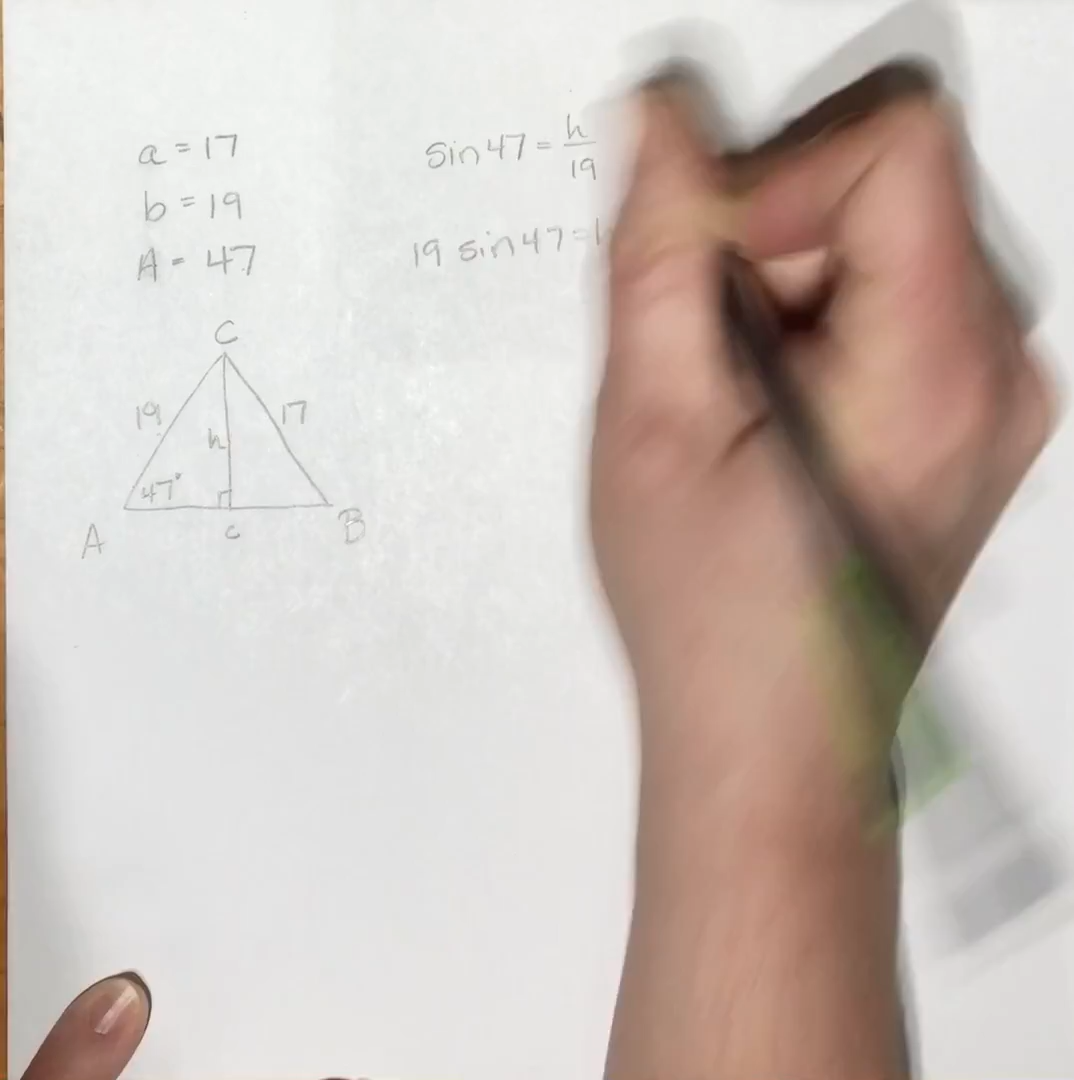 a = 17
b = 19
A = 47
sin 47 = h/19
19 sin 47 = h
C
19
17
h
47°
A
c
B